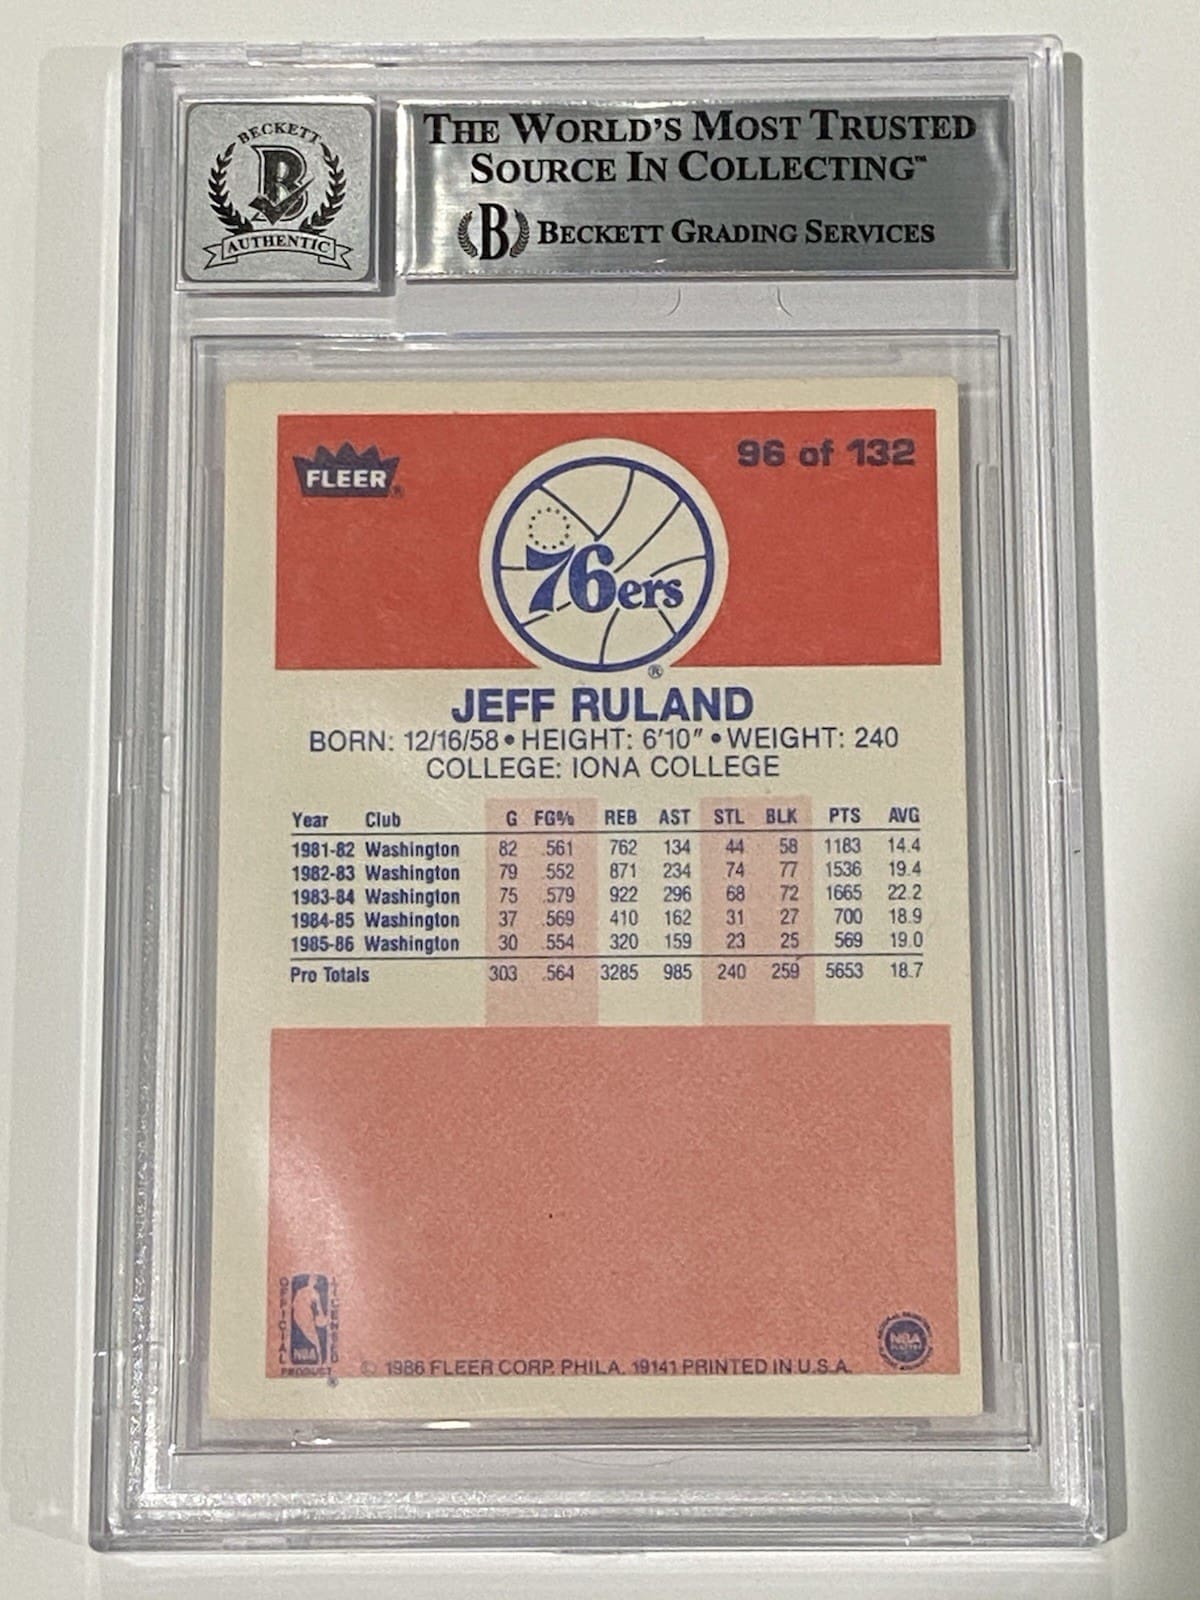 BECKETT
B
AUTHENTIC
THE WORLD'S MOST TRUSTED
SOURCE IN COLLECTING™
B BECKETT GRADING SERVICES
FLEER®
96 of 132
76ers
®
JEFF RULAND
BORN: 12/16/58 • HEIGHT: 6'10" • WEIGHT: 240
COLLEGE: IONA COLLEGE
Year Club G FG% REB AST STL BLK PTS AVG
1981-82 Washington 82 .561 762 134 44 58 1183 14.4
1982-83 Washington 79 .552 871 234 74 77 1536 19.4
1983-84 Washington 75 .579 922 296 68 72 1665 22.2
1984-85 Washington 37 .569 410 162 31 27 700 18.9
1985-86 Washington 30 .554 320 159 23 25 569 19.0
Pro Totals 303 .564 3285 985 240 259 5653 18.7
OFFICIAL
LICENSED
NBA
PRODUCT
®
© 1986 FLEER CORP. PHILA. 19141 PRINTED IN U.S.A.
NBA